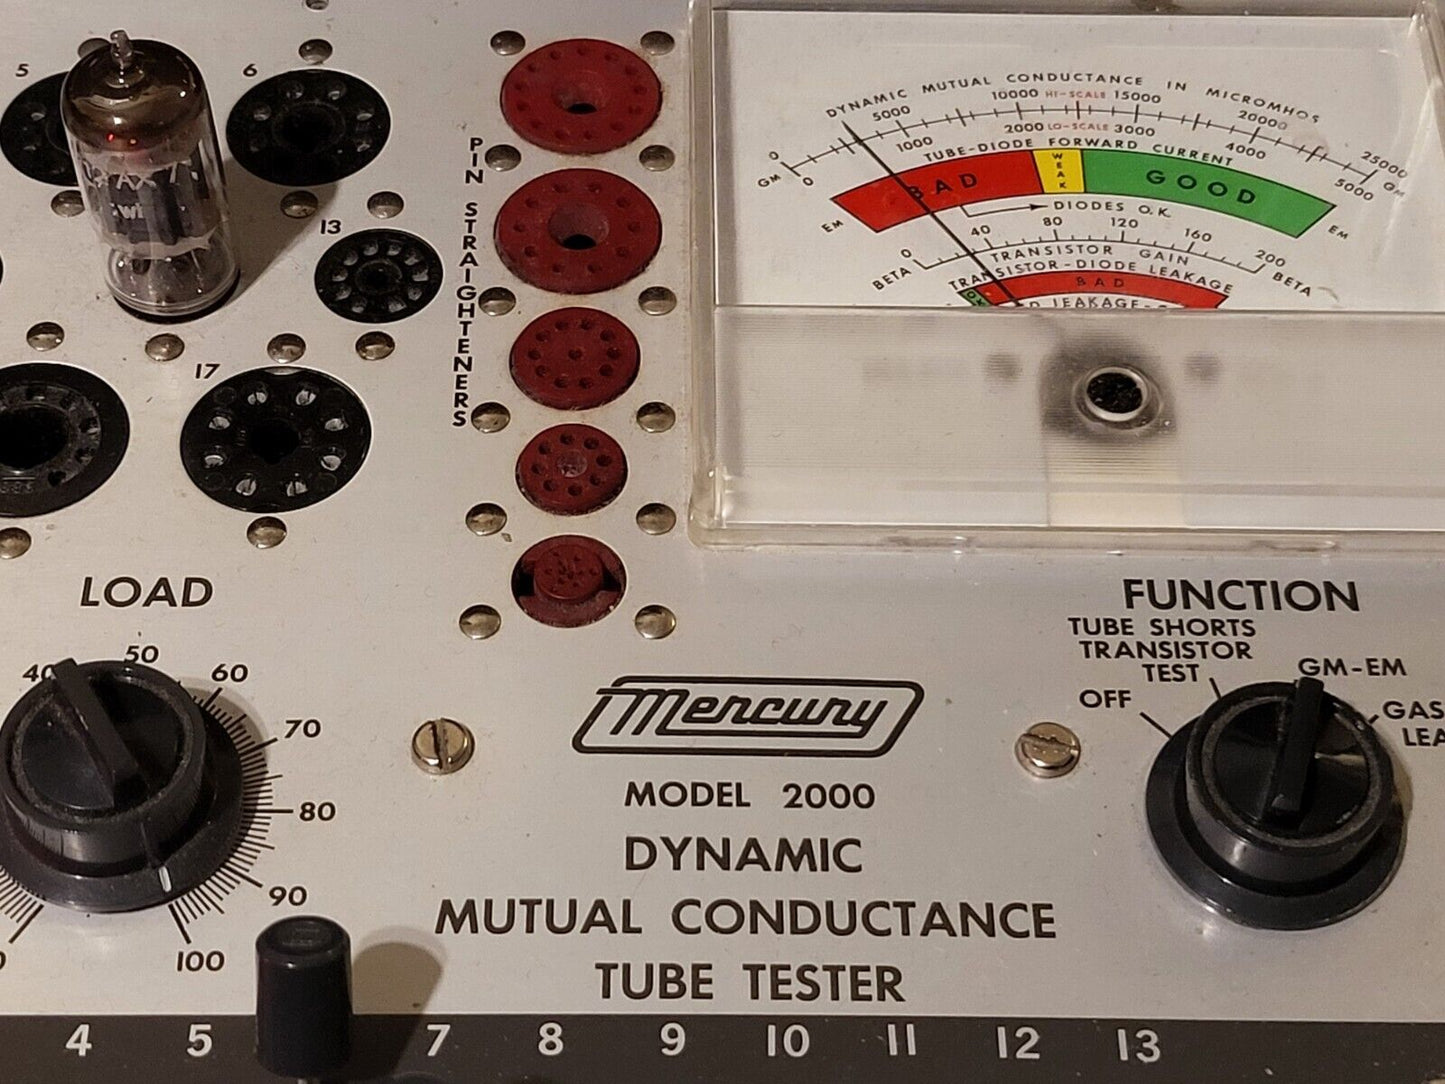 5
6
13
17
PIN STRAIGHTENERS
DYNAMIC MUTUAL CONDUCTANCE IN MICROMHOS
0 5000 10000 HI-SCALE 15000 20000 25000
GM 0 1000 2000 LO-SCALE 3000 4000 5000 GM
TUBE-DIODE FORWARD CURRENT
EM BAD WEAK GOOD EM
DIODES O.K.
BETA 0 40 80 120 160 200 BETA
TRANSISTOR GAIN
TRANSISTOR-DIODE LEAKAGE
OK BAD
LEAKAGE
LOAD
40 50 60 70 80 90 100
FUNCTION
OFF
TUBE SHORTS
TRANSISTOR
TEST
GM-EM
GAS
LEA
Mercury
MODEL 2000
DYNAMIC
MUTUAL CONDUCTANCE
TUBE TESTER
4 5 7 8 9 10 11 12 13